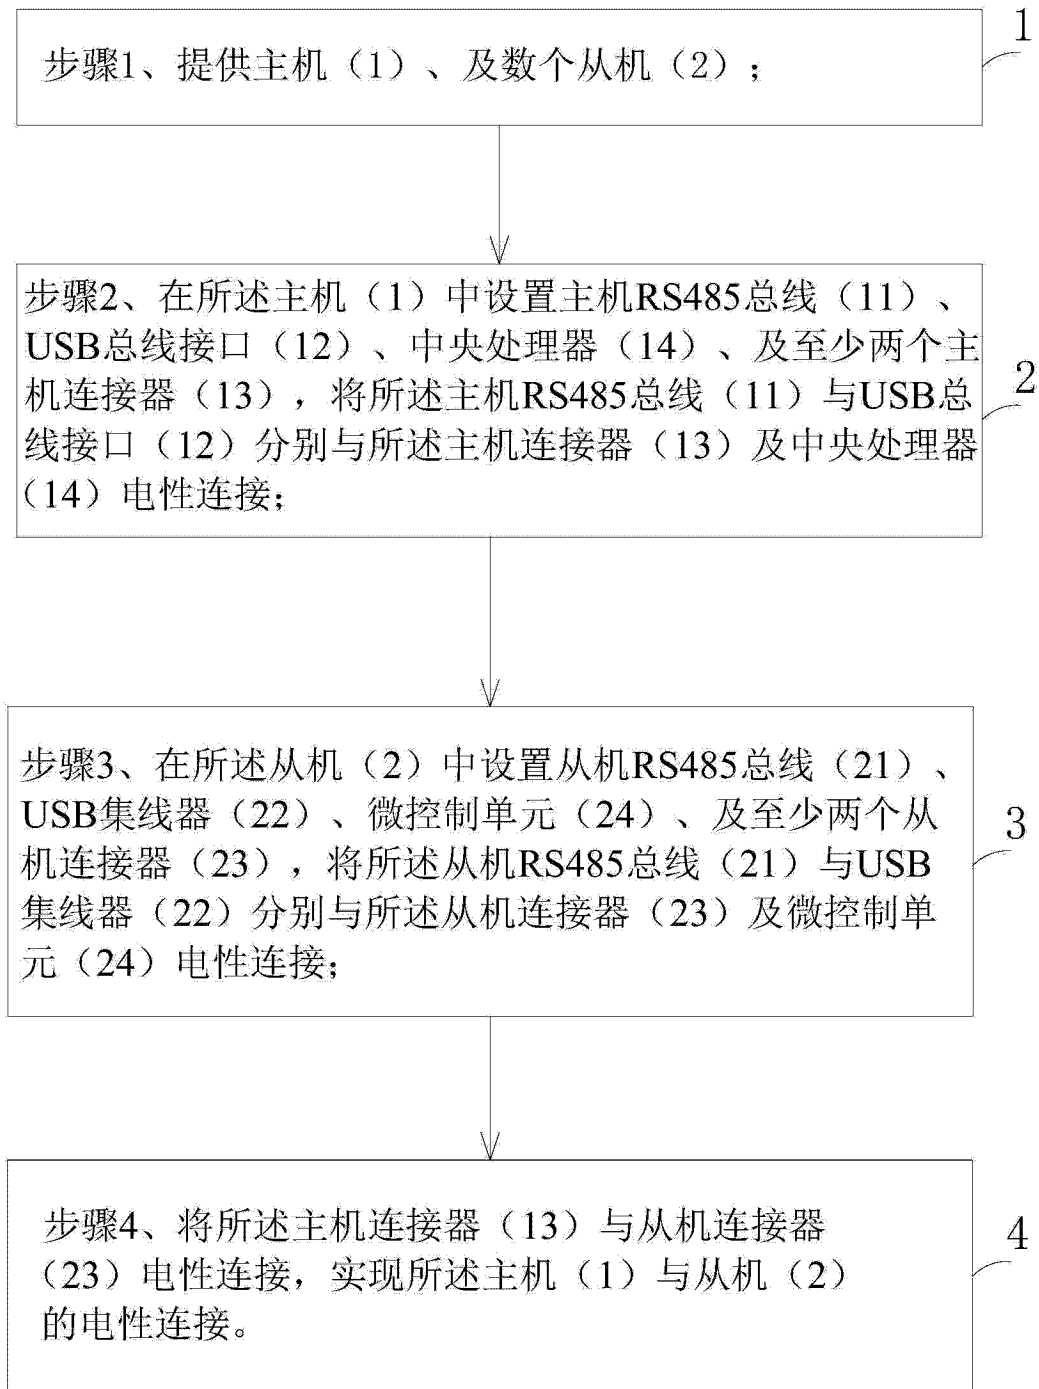 步骤1、提供主机（1）、及数个从机（2）；
1
步骤2、在所述主机（1）中设置主机RS485总线（11）、
USB总线接口（12）、中央处理器（14）、及至少两个主
机连接器（13），将所述主机RS485总线（11）与USB总
线接口（12）分别与所述主机连接器（13）及中央处理器
（14）电性连接；
2
步骤3、在所述从机（2）中设置从机RS485总线（21）、
USB集线器（22）、微控制单元（24）、及至少两个从
机连接器（23），将所述从机RS485总线（21）与USB
集线器（22）分别与所述从机连接器（23）及微控制单
元（24）电性连接；
3
步骤4、将所述主机连接器（13）与从机连接器
（23）电性连接，实现所述主机（1）与从机（2）
的电性连接。
4